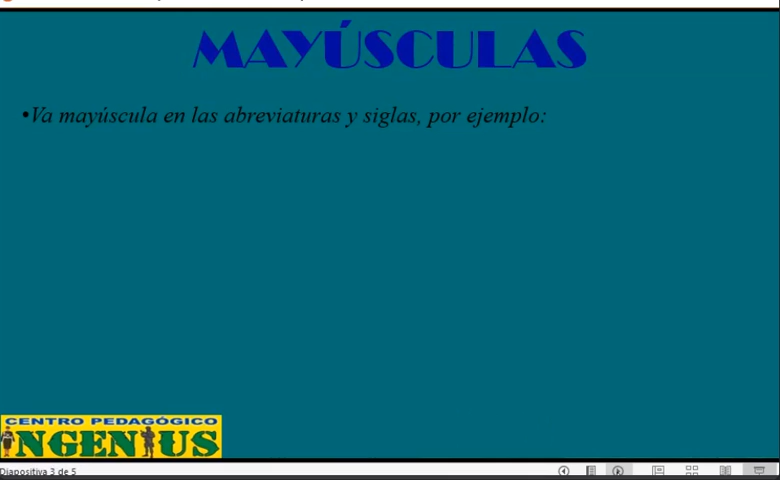 MAYÚSCULAS
•Va mayúscula en las abreviaturas y siglas, por ejemplo:
CENTRO PEDAGÓGICO
INGENIUS
Diapositiva 3 de 5